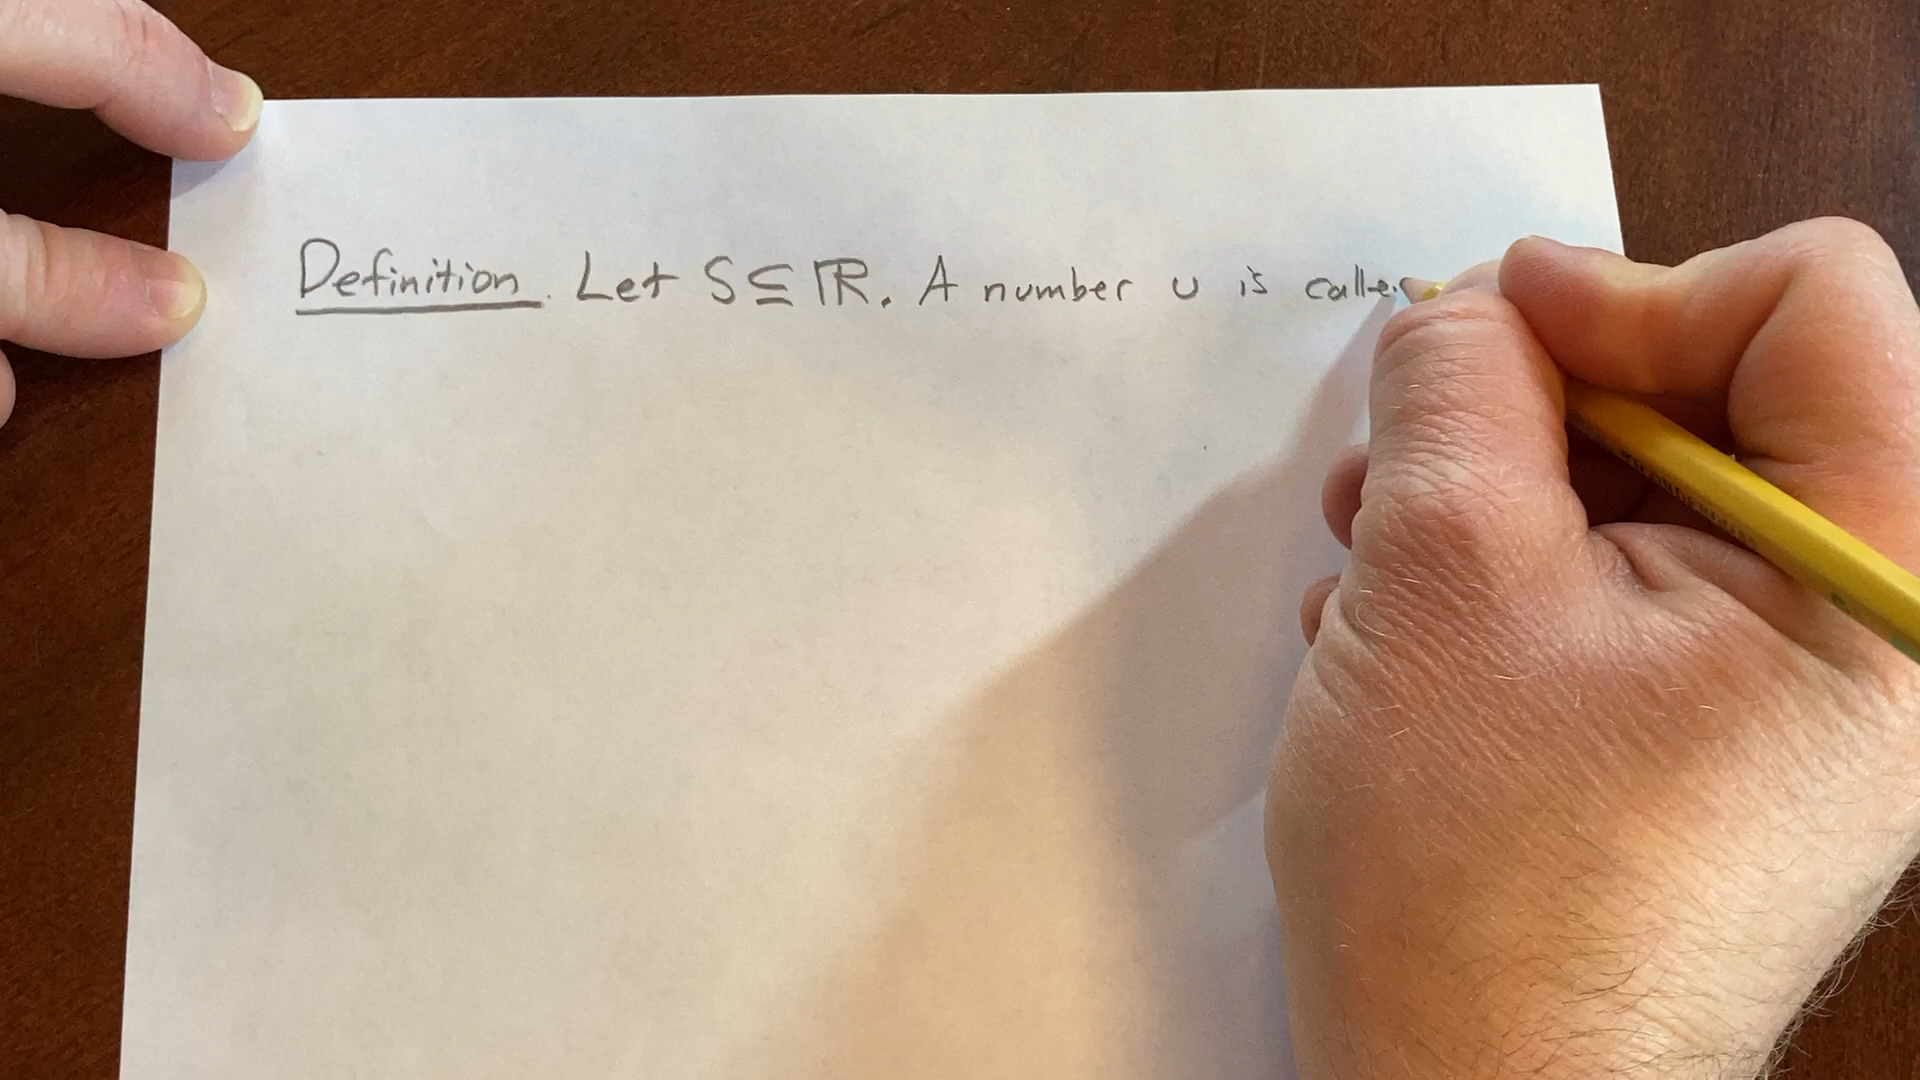 Definition. Let S ⊆ ℝ. A number u is calle